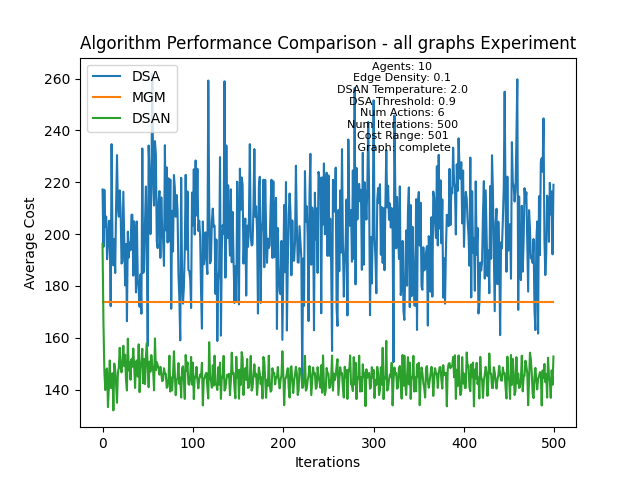 Algorithm Performance Comparison - all graphs Experiment
DSA
MGM
DSAN
Agents: 10
Edge Density: 0.1
DSAN Temperature: 2.0
DSA Threshold: 0.9
Num Actions: 6
Num Iterations: 500
Cost Range: 501
Graph: complete
Average Cost
260
240
220
200
180
160
140
0
100
200
300
400
500
Iterations